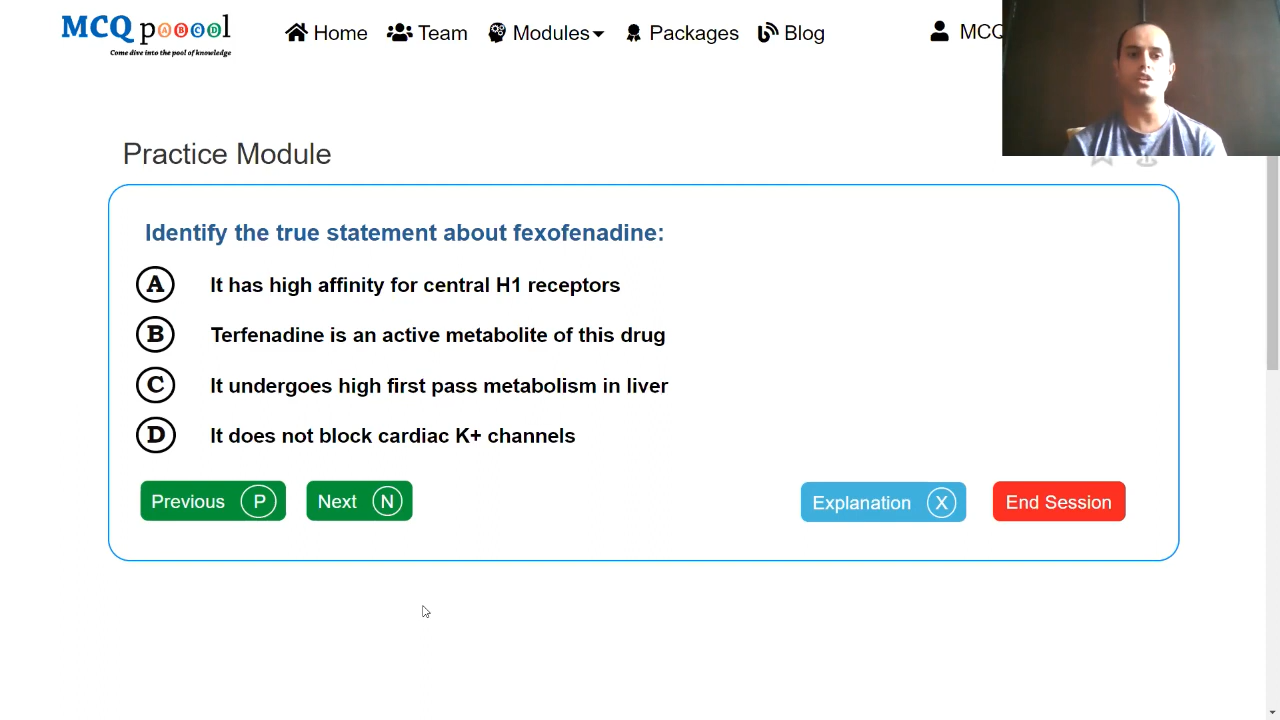 MCQ poool
A B C D
Come dive into the pool of knowledge
Home Team Modules Packages Blog MCQ
Practice Module
Identify the true statement about fexofenadine:
A It has high affinity for central H1 receptors
B Terfenadine is an active metabolite of this drug
C It undergoes high first pass metabolism in liver
D It does not block cardiac K+ channels
Previous P Next N Explanation X End Session